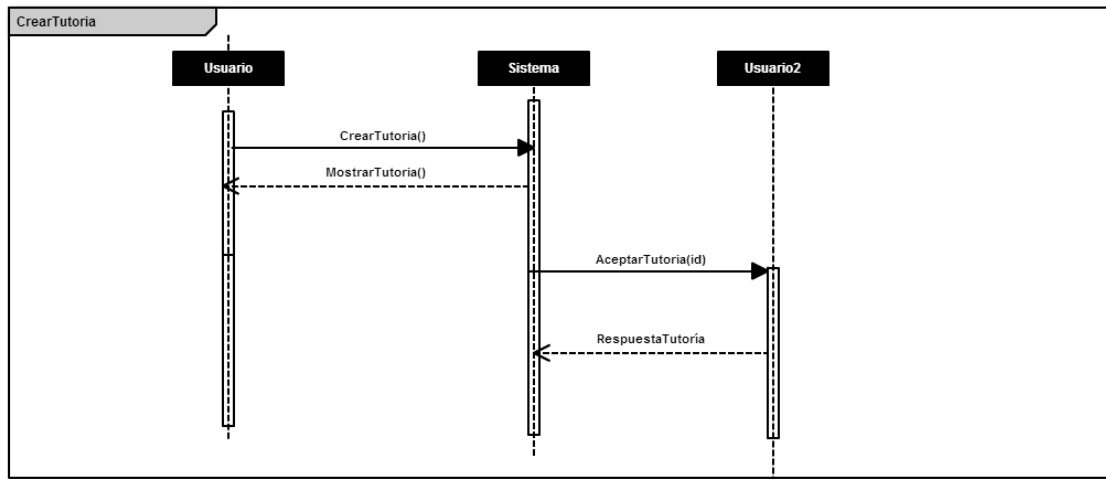 CrearTutoria
Usuario
Sistema
Usuario2
CrearTutoria()
MostrarTutoria()
AceptarTutoria(id)
RespuestaTutoría